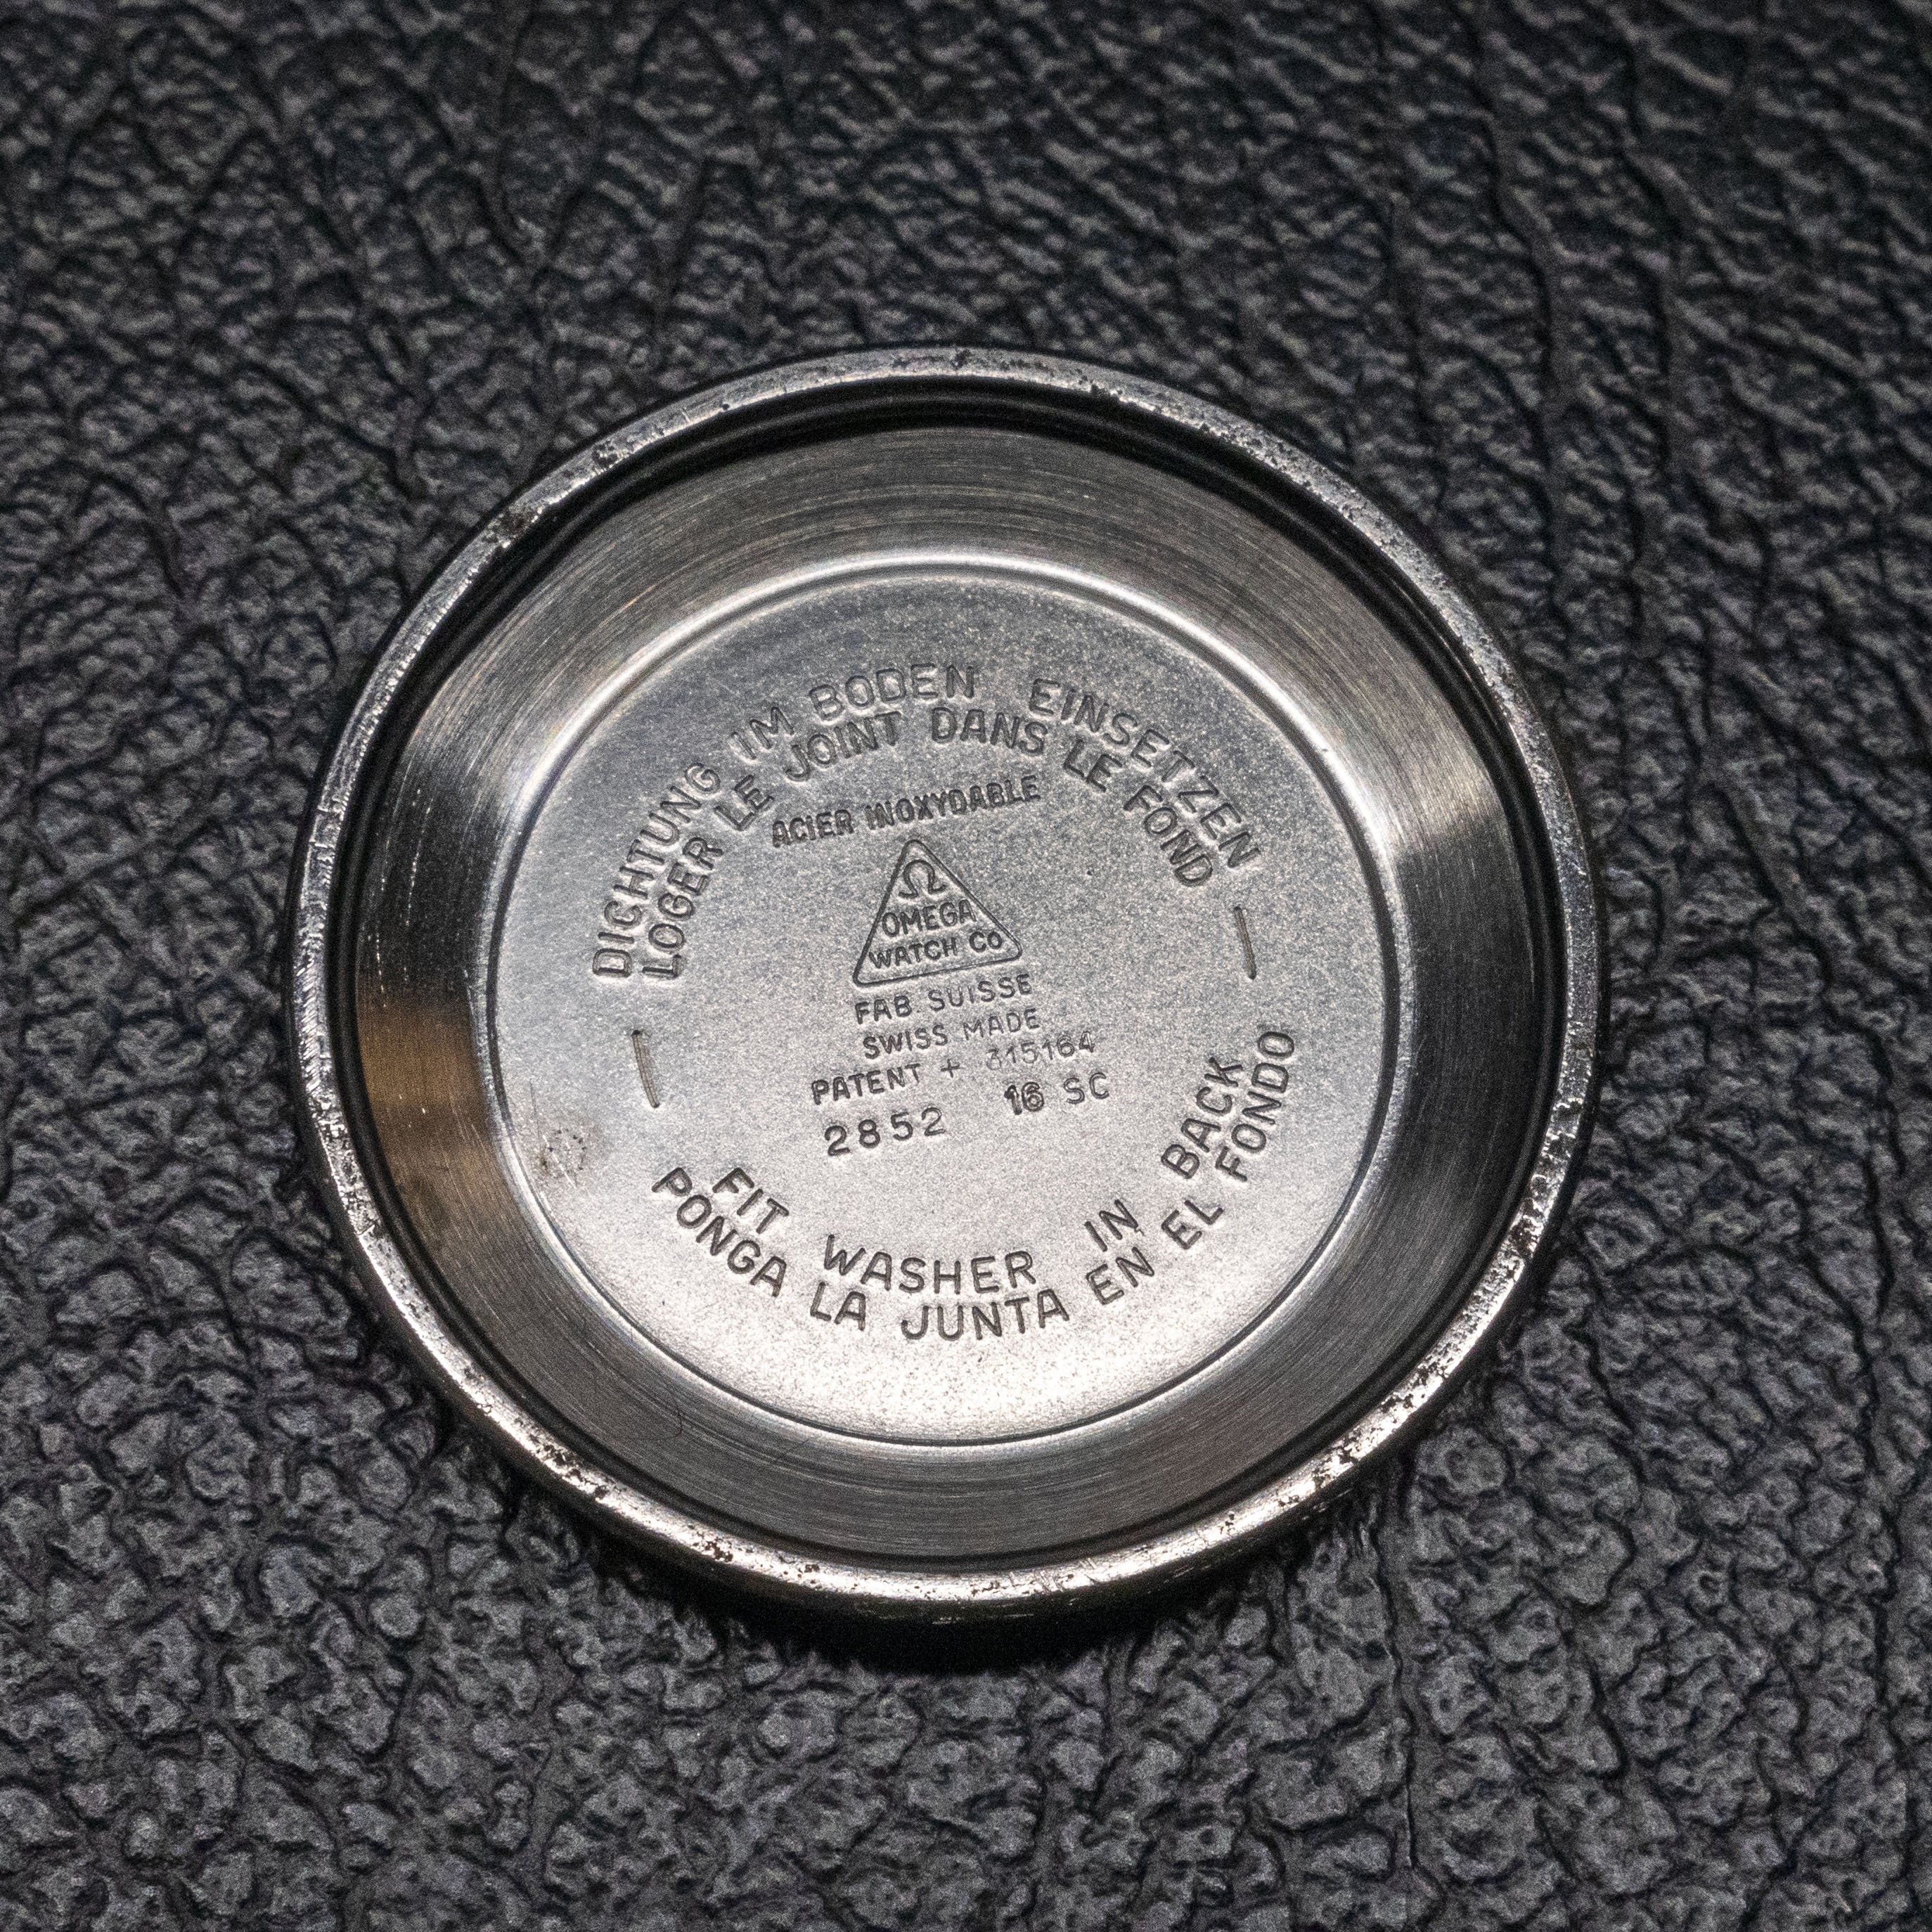 DICHTUNG IM BODEN EINSETZEN
LOGER LE JOINT DANS LE FOND
ACIER INOXYDABLE
Ω
OMEGA
WATCH CO
FAB SUISSE
SWISS MADE
PATENT + 315164
2852 16 SC
FIT WASHER IN BACK
PONGA LA JUNTA EN EL FONDO